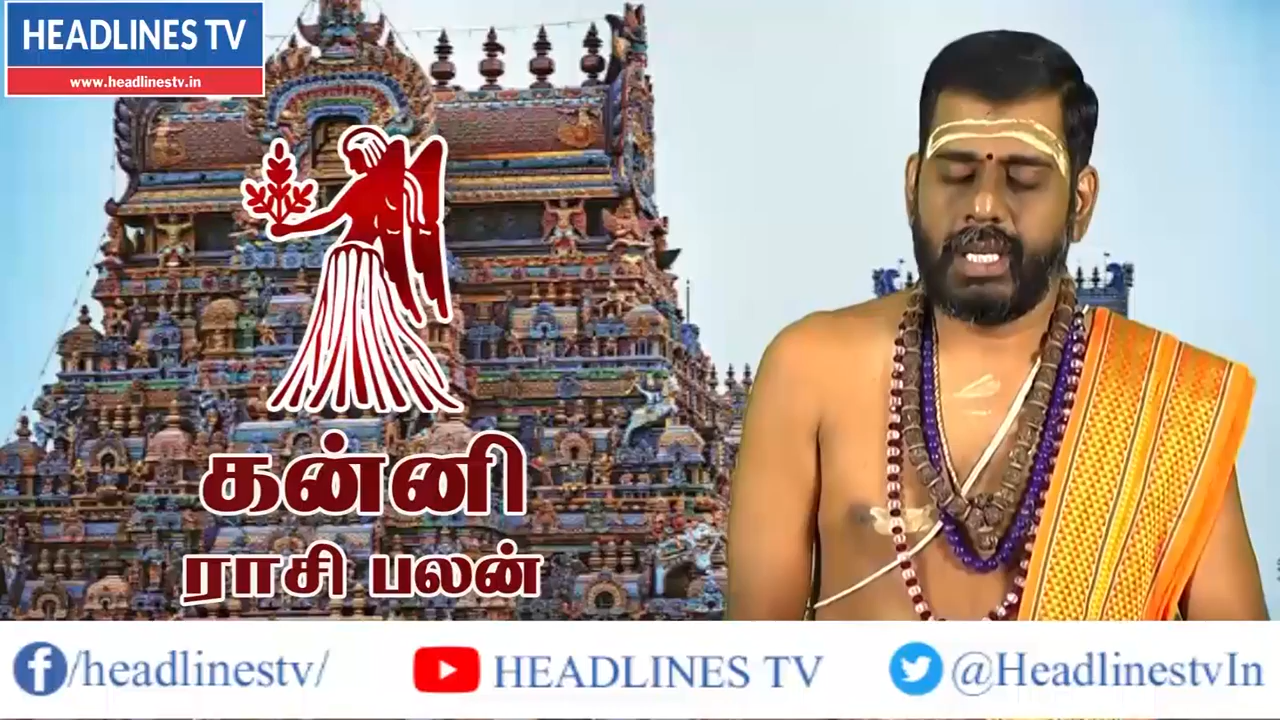 HEADLINES TV
www.headlinestv.in
கன்னி
ராசி பலன்
/headlinestv/
HEADLINES TV
@HeadlinestvIn